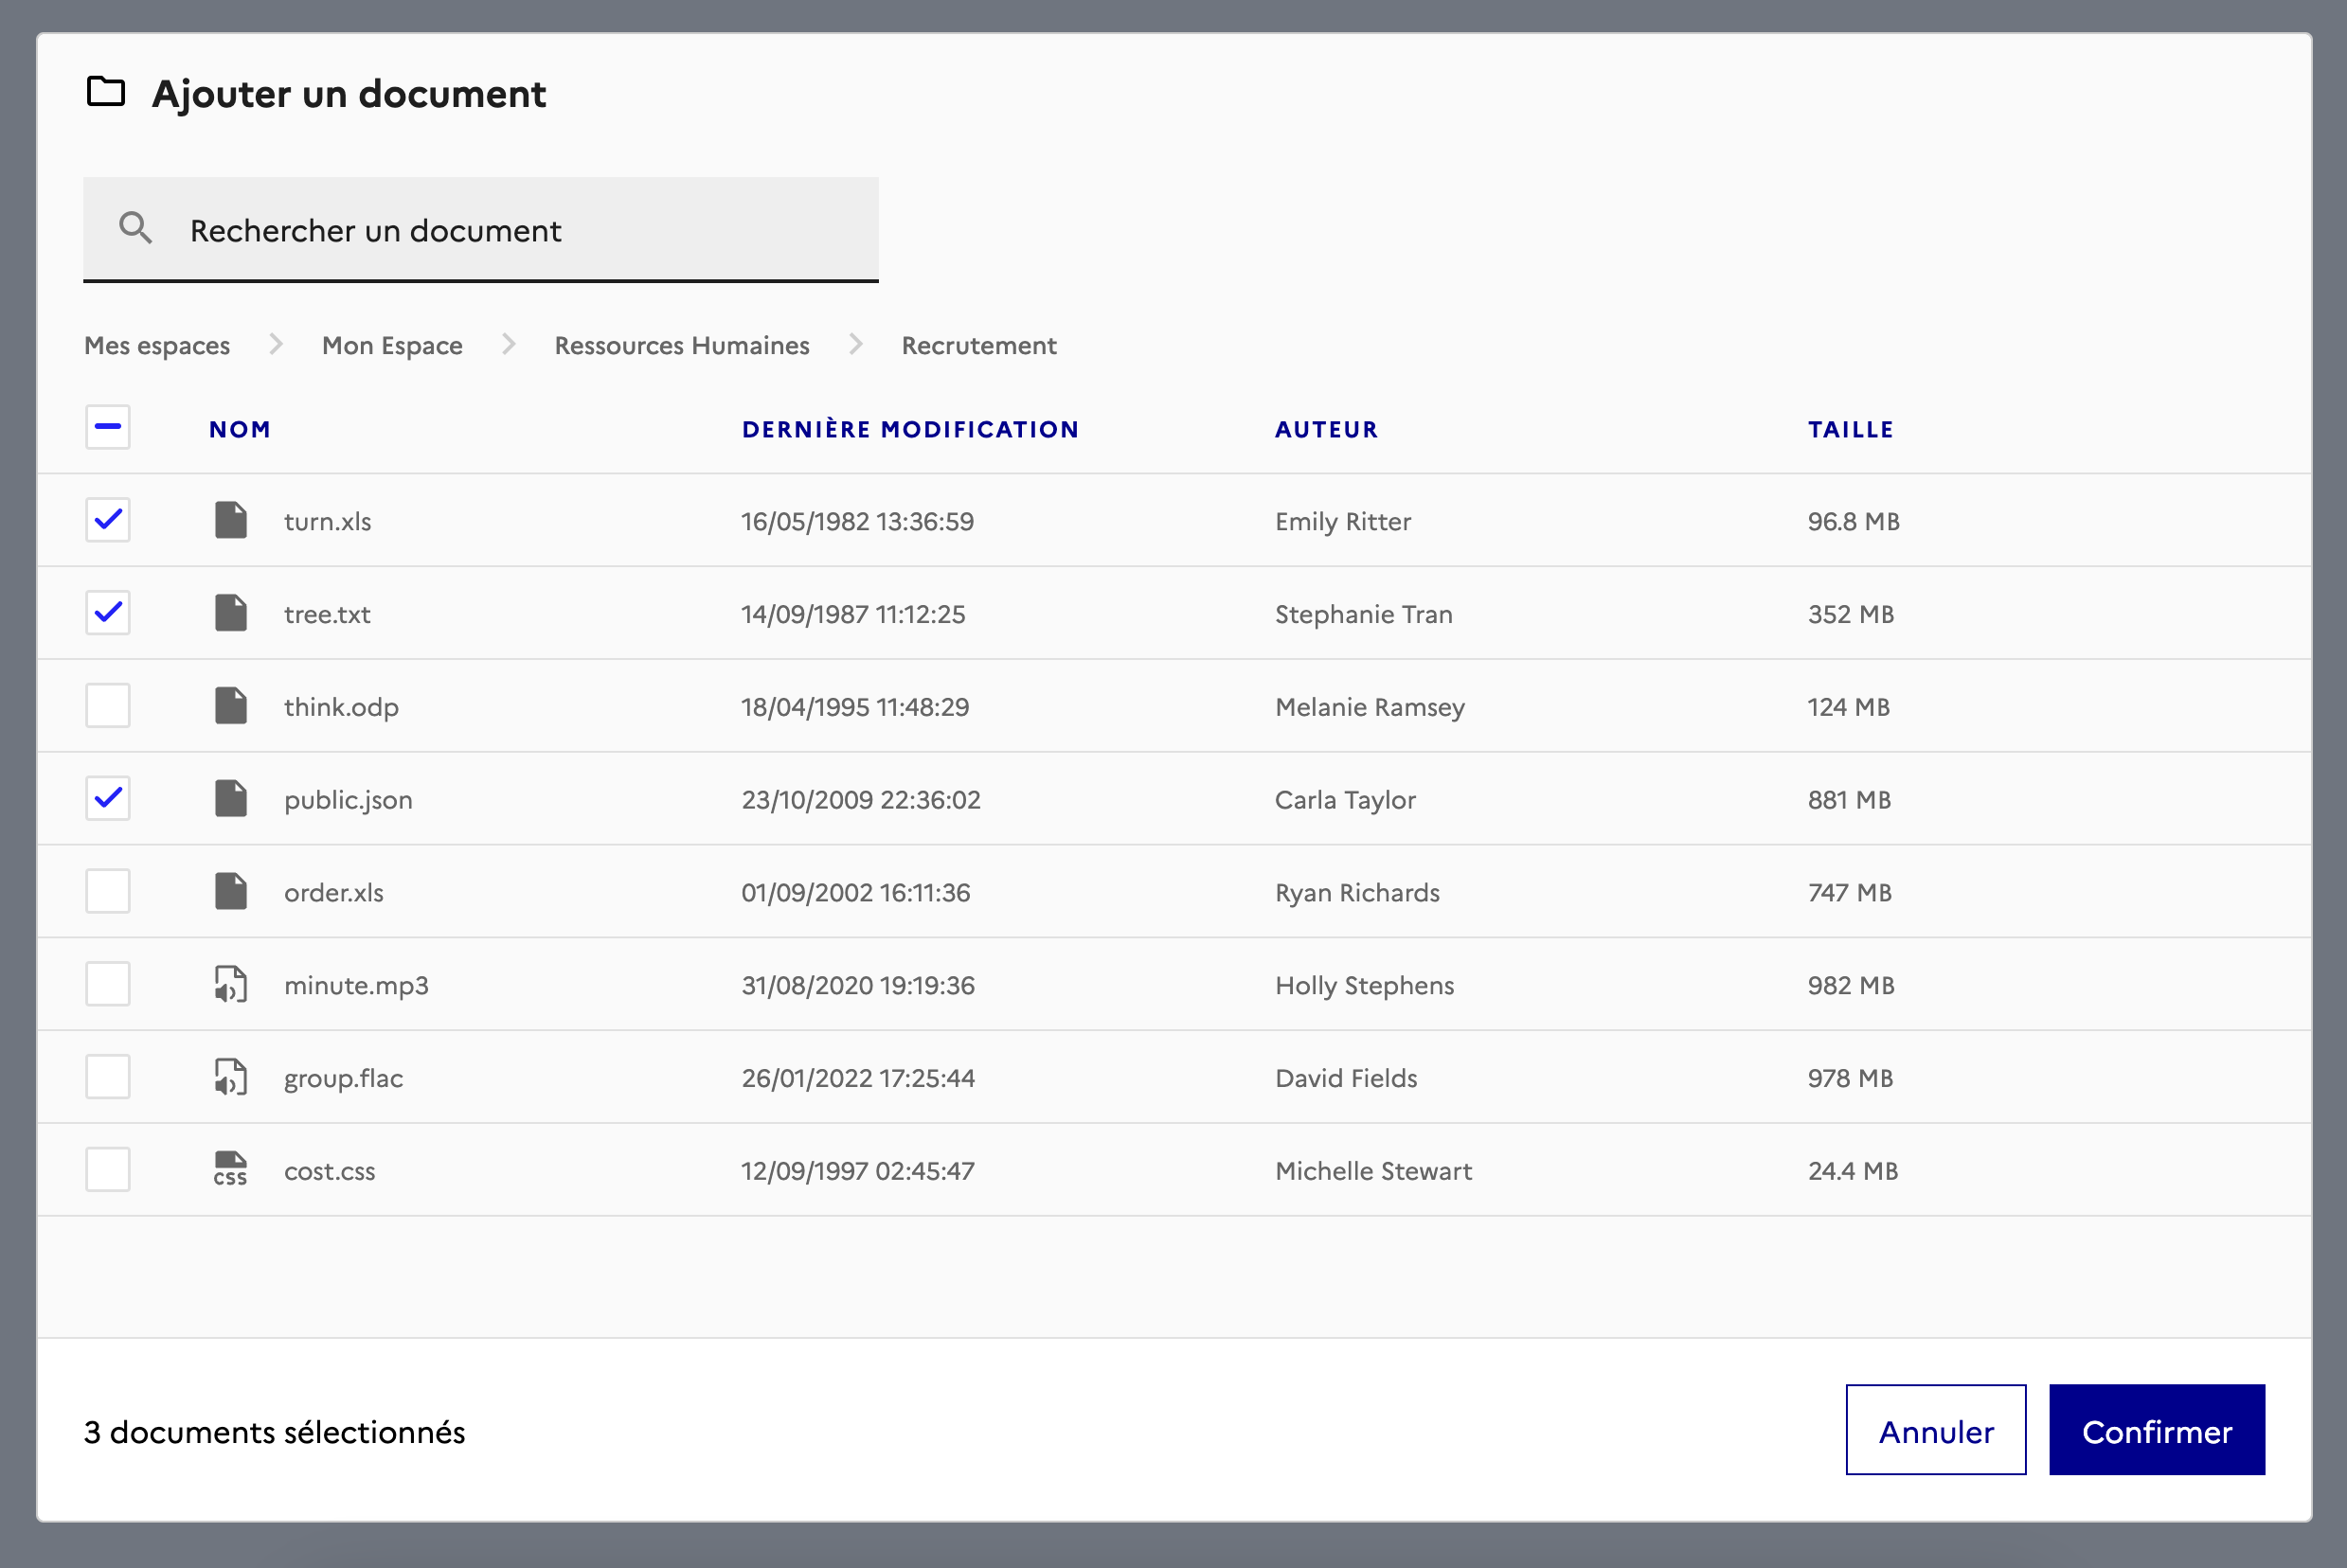 Ajouter un document
Rechercher un document
Mes espaces Mon Espace Ressources Humaines Recrutement
NOM DERNIÈRE MODIFICATION AUTEUR TAILLE
turn.xls 16/05/1982 13:36:59 Emily Ritter 96.8 MB
tree.txt 14/09/1987 11:12:25 Stephanie Tran 352 MB
think.odp 18/04/1995 11:48:29 Melanie Ramsey 124 MB
public.json 23/10/2009 22:36:02 Carla Taylor 881 MB
order.xls 01/09/2002 16:11:36 Ryan Richards 747 MB
minute.mp3 31/08/2020 19:19:36 Holly Stephens 982 MB
group.flac 26/01/2022 17:25:44 David Fields 978 MB
CSS cost.css 12/09/1997 02:45:47 Michelle Stewart 24.4 MB
3 documents sélectionnés Annuler Confirmer